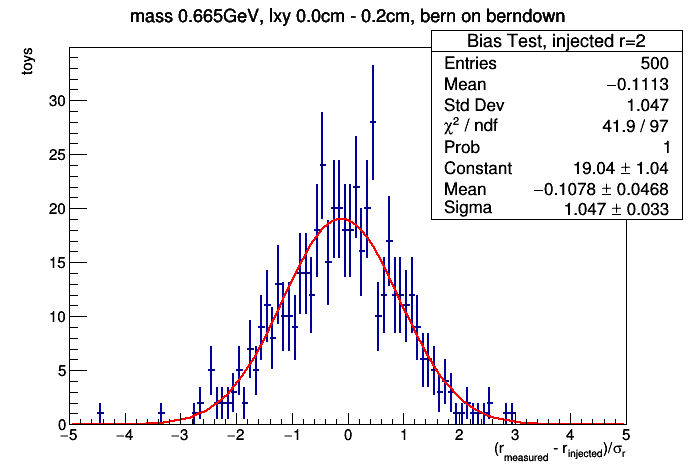 mass 0.665GeV, lxy 0.0cm - 0.2cm, bern on berndown
Bias Test, injected r=2
Entries 500
Mean −0.1113
Std Dev 1.047
χ² / ndf 41.9 / 97
Prob 1
Constant 19.04 ± 1.04
Mean −0.1078 ± 0.0468
Sigma 1.047 ± 0.033
toys
30
25
20
15
10
5
0
−5 −4 −3 −2 −1 0 1 2 3 4 5
(r_measured - r_injected)/σ_r